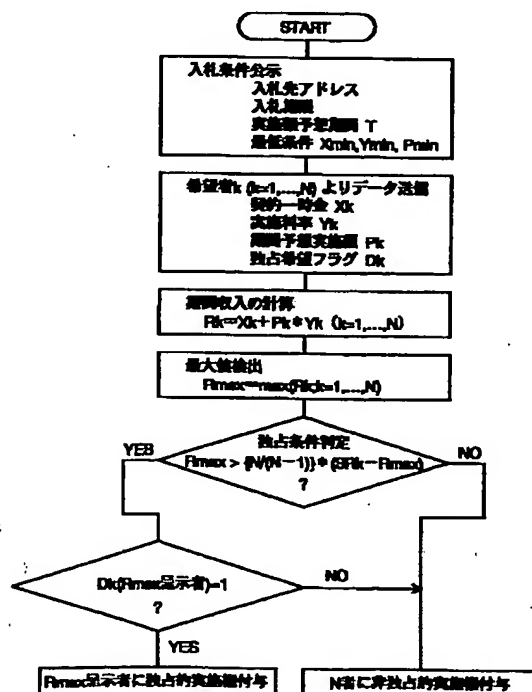 START
入札条件公示
入札先アドレス
入札期限
実施額予想期間 T
最低条件 Xmin,Ymin, Pmin
希望者k (k=1,...,N) よりデータ送信
契約一時金 Xk
実施料率 Yk
期間予想実施額 Pk
独占希望フラグ Dk
期間収入の計算
Rk=Xk+Pk*Yk (k=1,...,N)
最大値検出
Rmax=max(Rk;k=1,...,N)
独占条件判定
YES
NO
Rmax > {N/(N-1)}*(SRk-Rmax)
?
Dk(Rmax呈示者)=1
NO
?
YES
Rmax呈示者に独占的実施権付与
N者に非独占的実施権付与